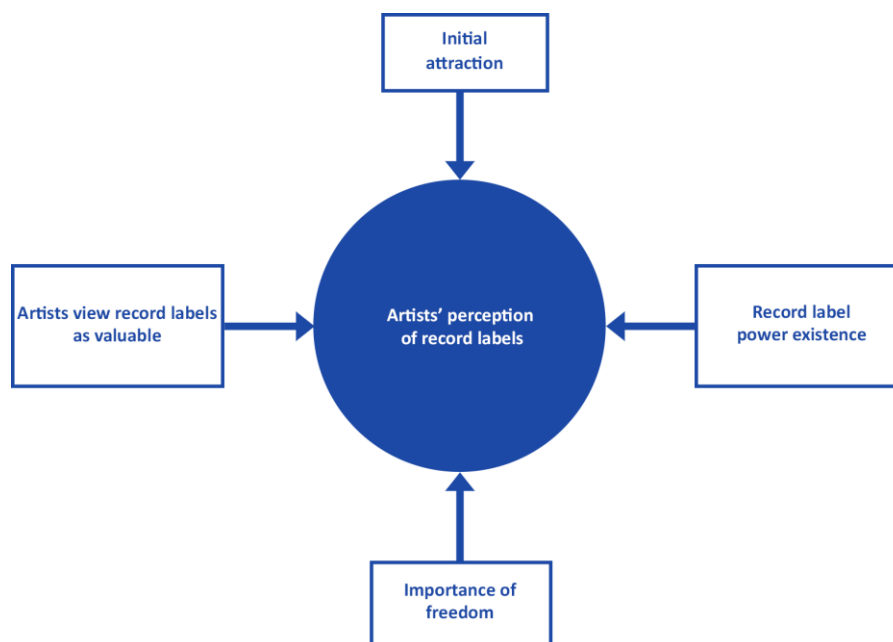 Initial
attraction
Artists view record labels
as valuable
Artists’ perception
of record labels
Record label
power existence
Importance of
freedom